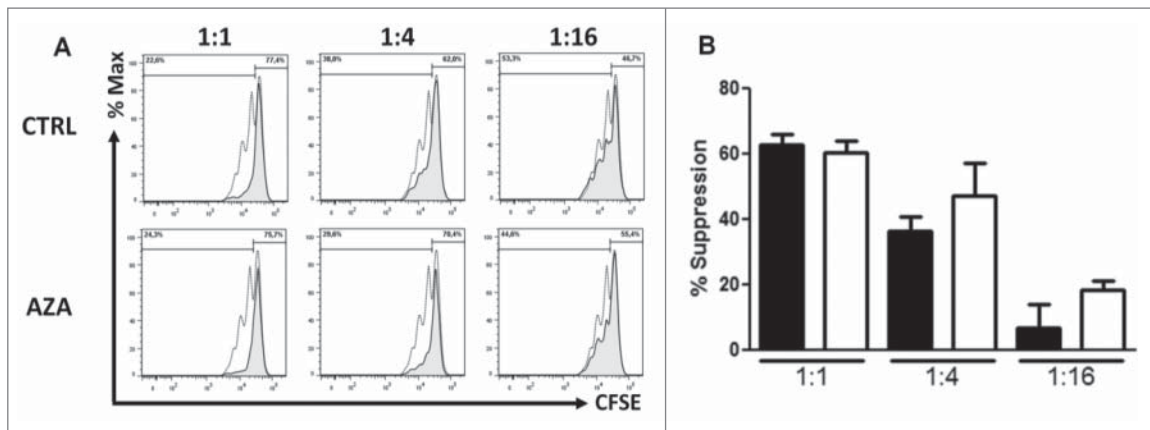 A
1:1
1:4
1:16
B
% Max
CTRL
22,6% 77,4%
38,0% 62,0%
53,3% 46,7%
AZA
24,3% 75,7%
29,6% 70,4%
44,6% 55,4%
CFSE
% Suppression
80
60
40
20
0
1:1 1:4 1:16